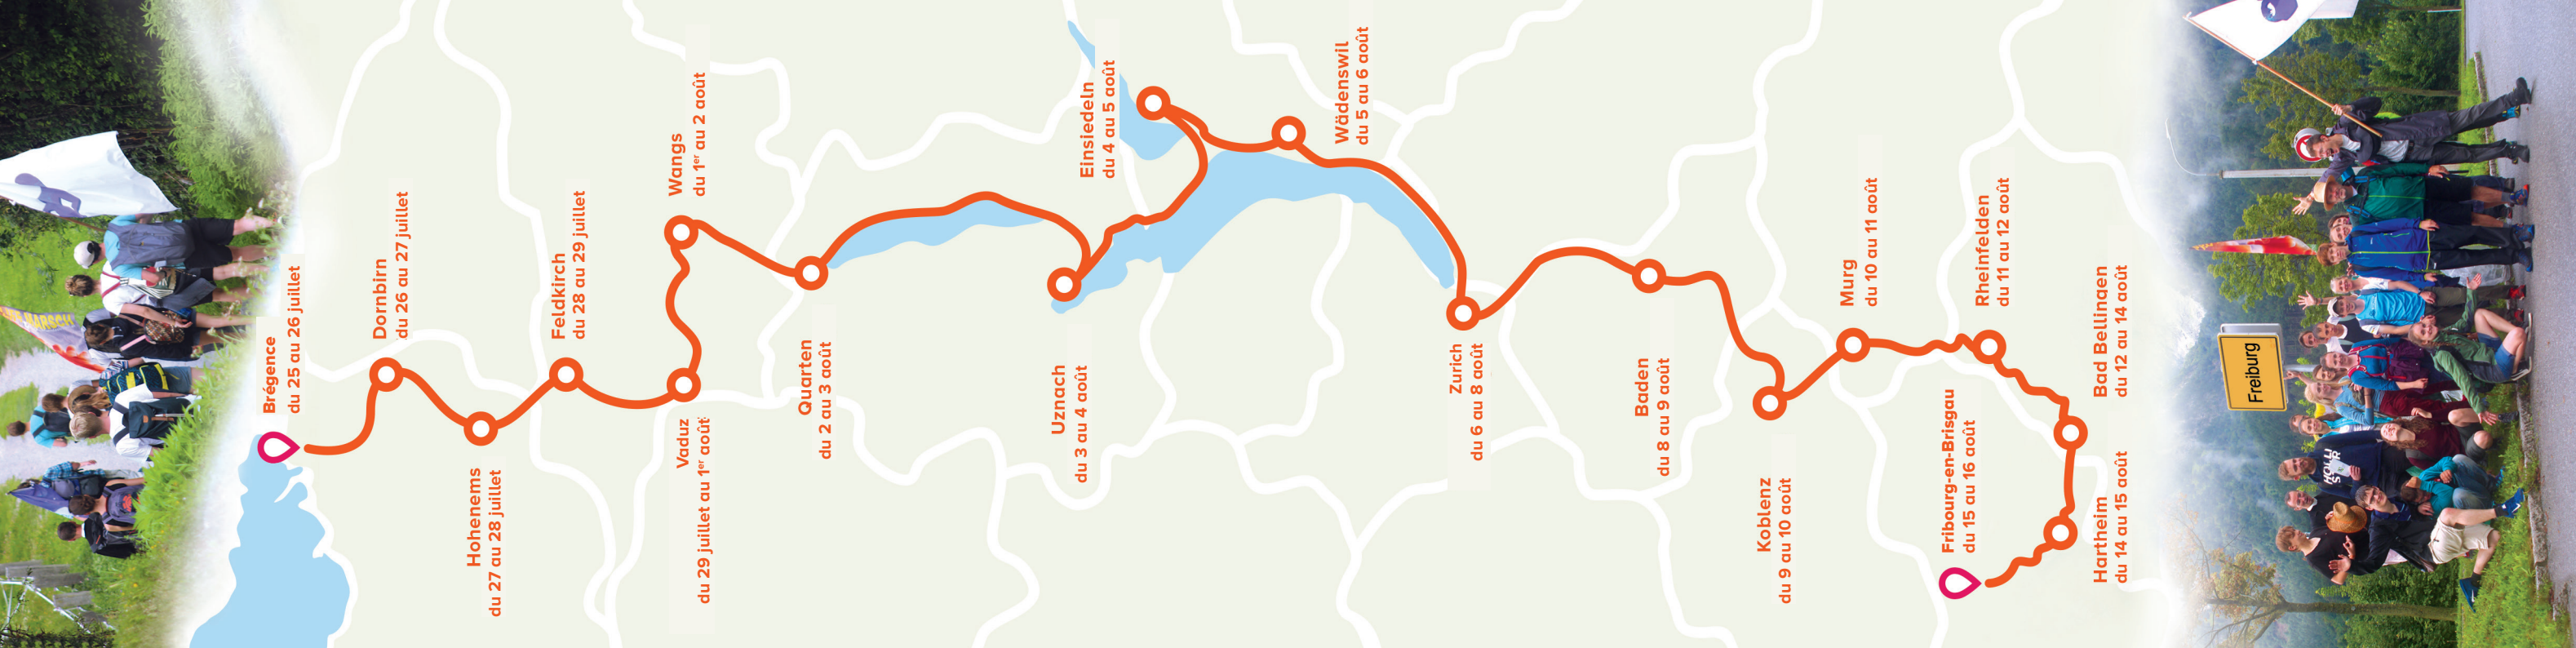 Brégence
du 25 au 26 juillet
Dornbirn
du 26 au 27 juillet
Hohenems
du 27 au 28 juillet
Feldkirch
du 28 au 29 juillet
Vaduz
du 29 juillet au 1er août
Wangs
du 1er au 2 août
Quarten
du 2 au 3 août
Uznach
du 3 au 4 août
Einsiedeln
du 4 au 5 août
Wädenswil
du 5 au 6 août
Zurich
du 6 au 8 août
Baden
du 8 au 9 août
Koblenz
du 9 au 10 août
Murg
du 10 au 11 août
Rheinfelden
du 11 au 12 août
Bad Bellingen
du 12 au 14 août
Hartheim
du 14 au 15 août
Fribourg-en-Brisgau
du 15 au 16 août
Freiburg
HOLLI